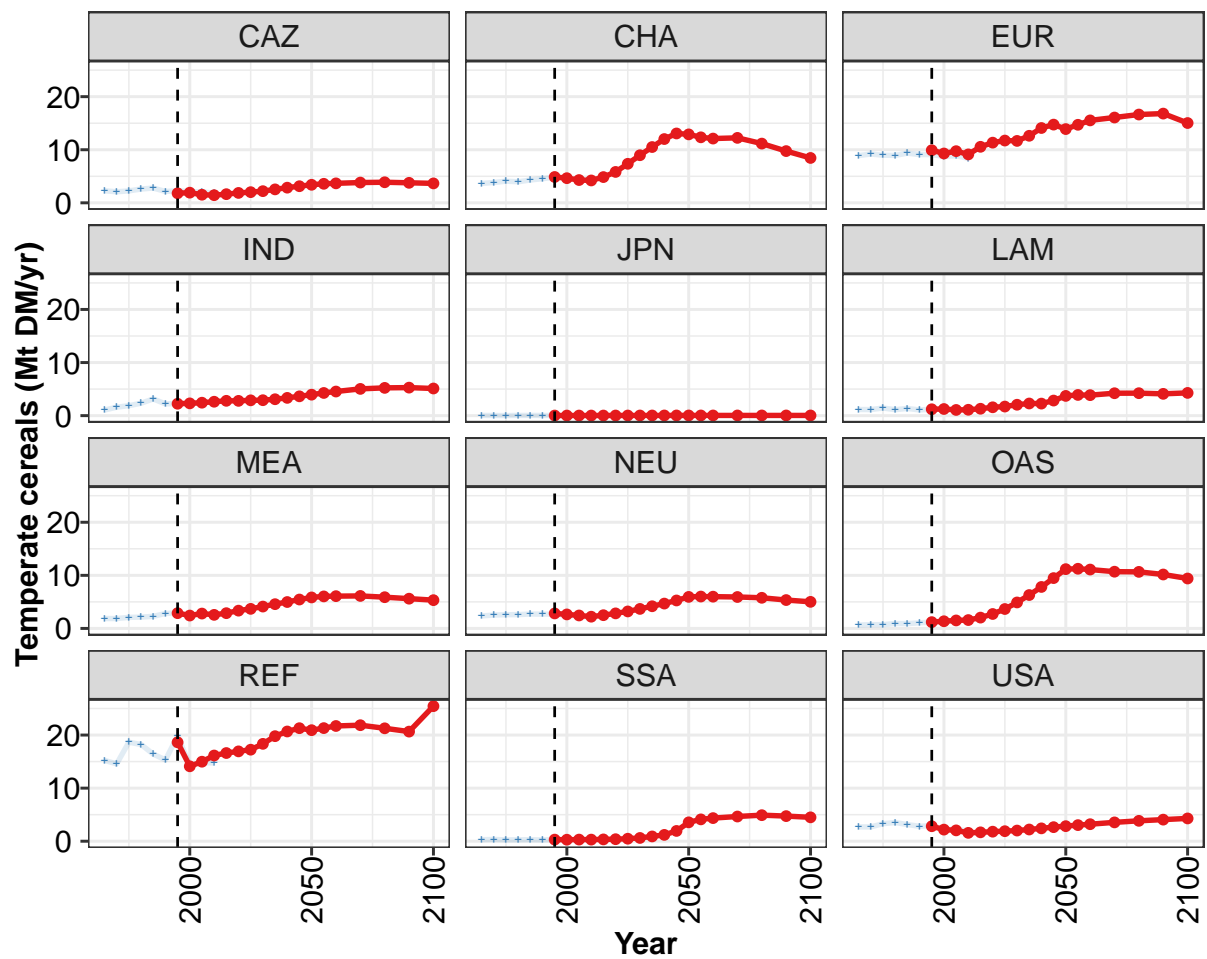 CAZ CHA EUR
20
10
0
IND JPN LAM
20
10
0
MEA NEU OAS
20
10
0
REF SSA USA
20
10
0
2000 2050 2100 2000 2050 2100 2000 2050 2100
Year
Temperate cereals (Mt DM/yr)